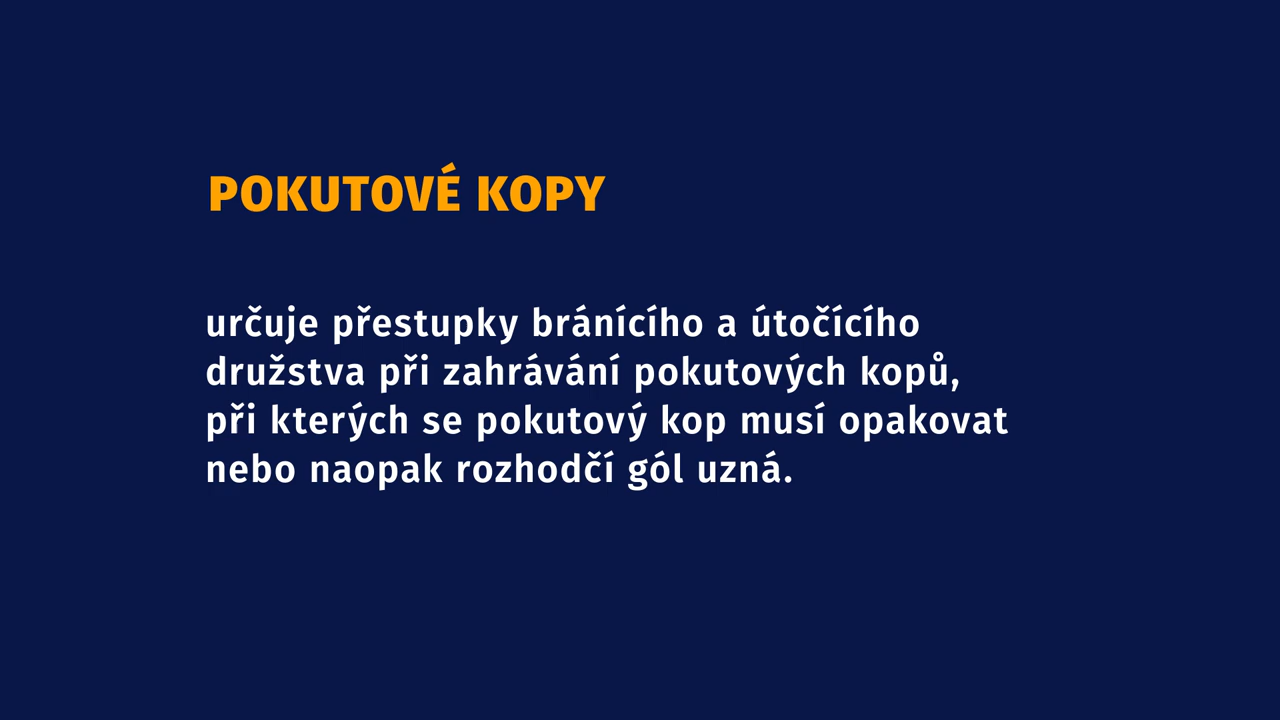 POKUTOVÉ KOPY
určuje přestupky bránícího a útočícího
družstva při zahrávání pokutových kopů,
při kterých se pokutový kop musí opakovat
nebo naopak rozhodčí gól uzná.